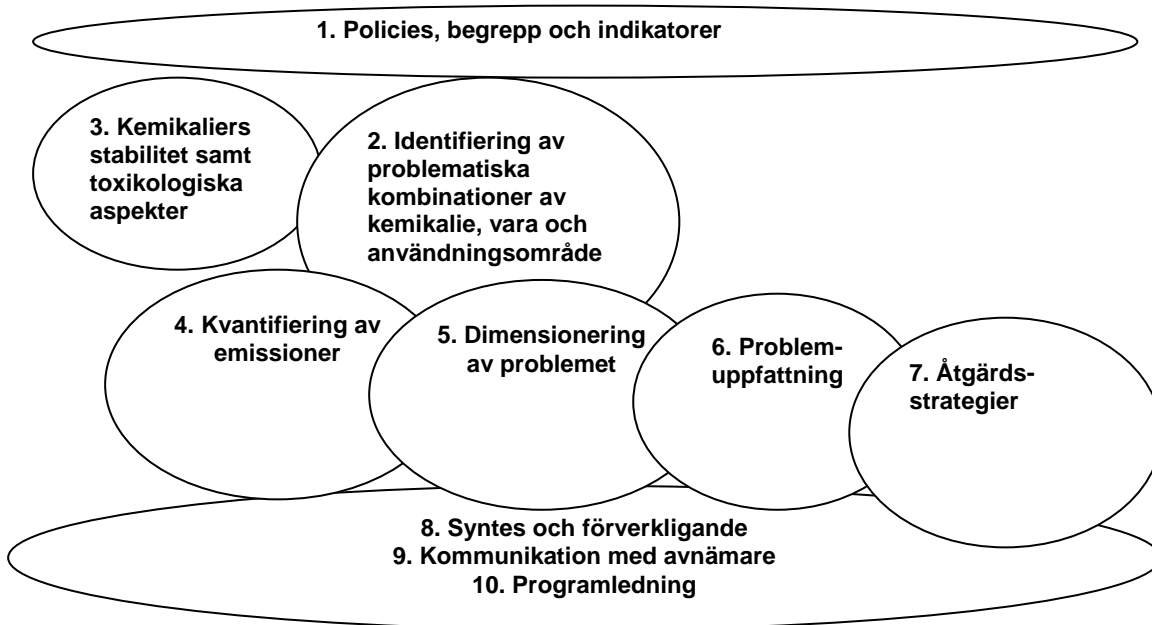 1. Policies, begrepp och indikatorer
3. Kemikaliers
stabilitet samt
toxikologiska
aspekter
2. Identifiering av
problematiska
kombinationer av
kemikalie, vara och
användningsområde
4. Kvantifiering av
emissioner
5. Dimensionering
av problemet
6. Problem-
uppfattning
7. Åtgärds-
strategier
8. Syntes och förverkligande
9. Kommunikation med avnämare
10. Programledning